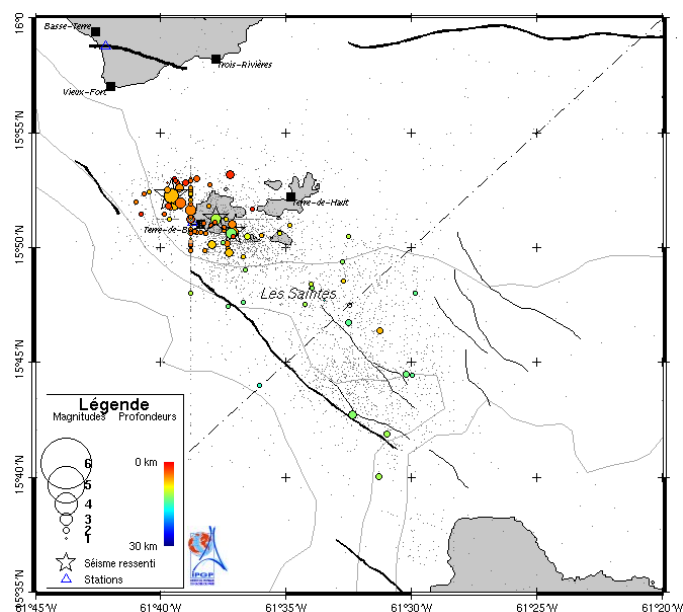 16°0'
Basse-Terre
Trois-Rivières
Vieux-Fort
15°55'N
Terre-de-Haut
Terre-de-B
15°50'N
Les Saintes
15°45'N
Légende
Magnitudes Profondeurs
6
5
4
3
2
1
0 km
30 km
15°40'N
Séisme ressenti
Stations
IPGP
15°35'N
61°45'W 61°40'W 61°35'W 61°30'W 61°25'W 61°20'W